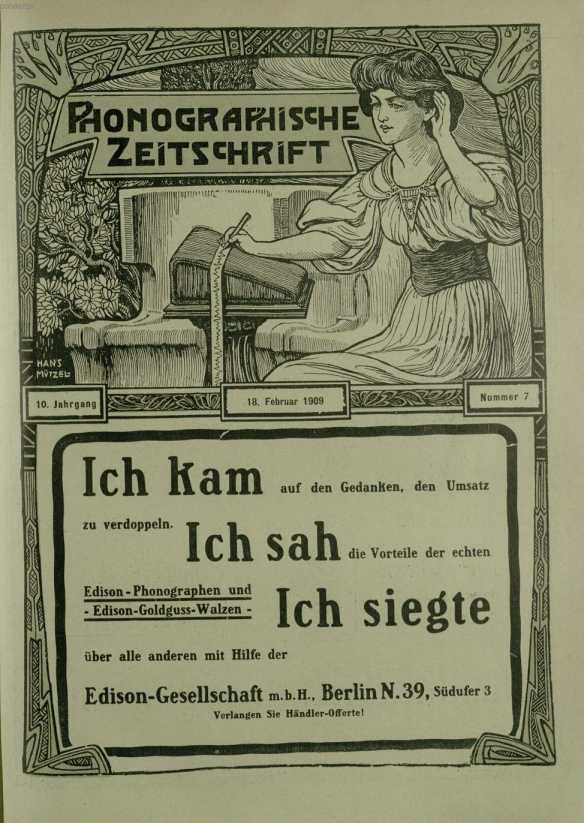 PHONOGRAPHISCHE
ZEITSCHRIFT
HANS
MÜTZEL
10. Jahrgang
18. Februar 1909
Nummer 7
Ich kam auf den Gedanken, den Umsatz
zu verdoppeln. Ich sah die Vorteile der echten
Edison-Phonographen und
- Edison-Goldguss-Walzen - Ich siegte
über alle anderen mit Hilfe der
Edison-Gesellschaft m.b.H., Berlin N.39, Südufer 3
Verlangen Sie Händler-Offerte!